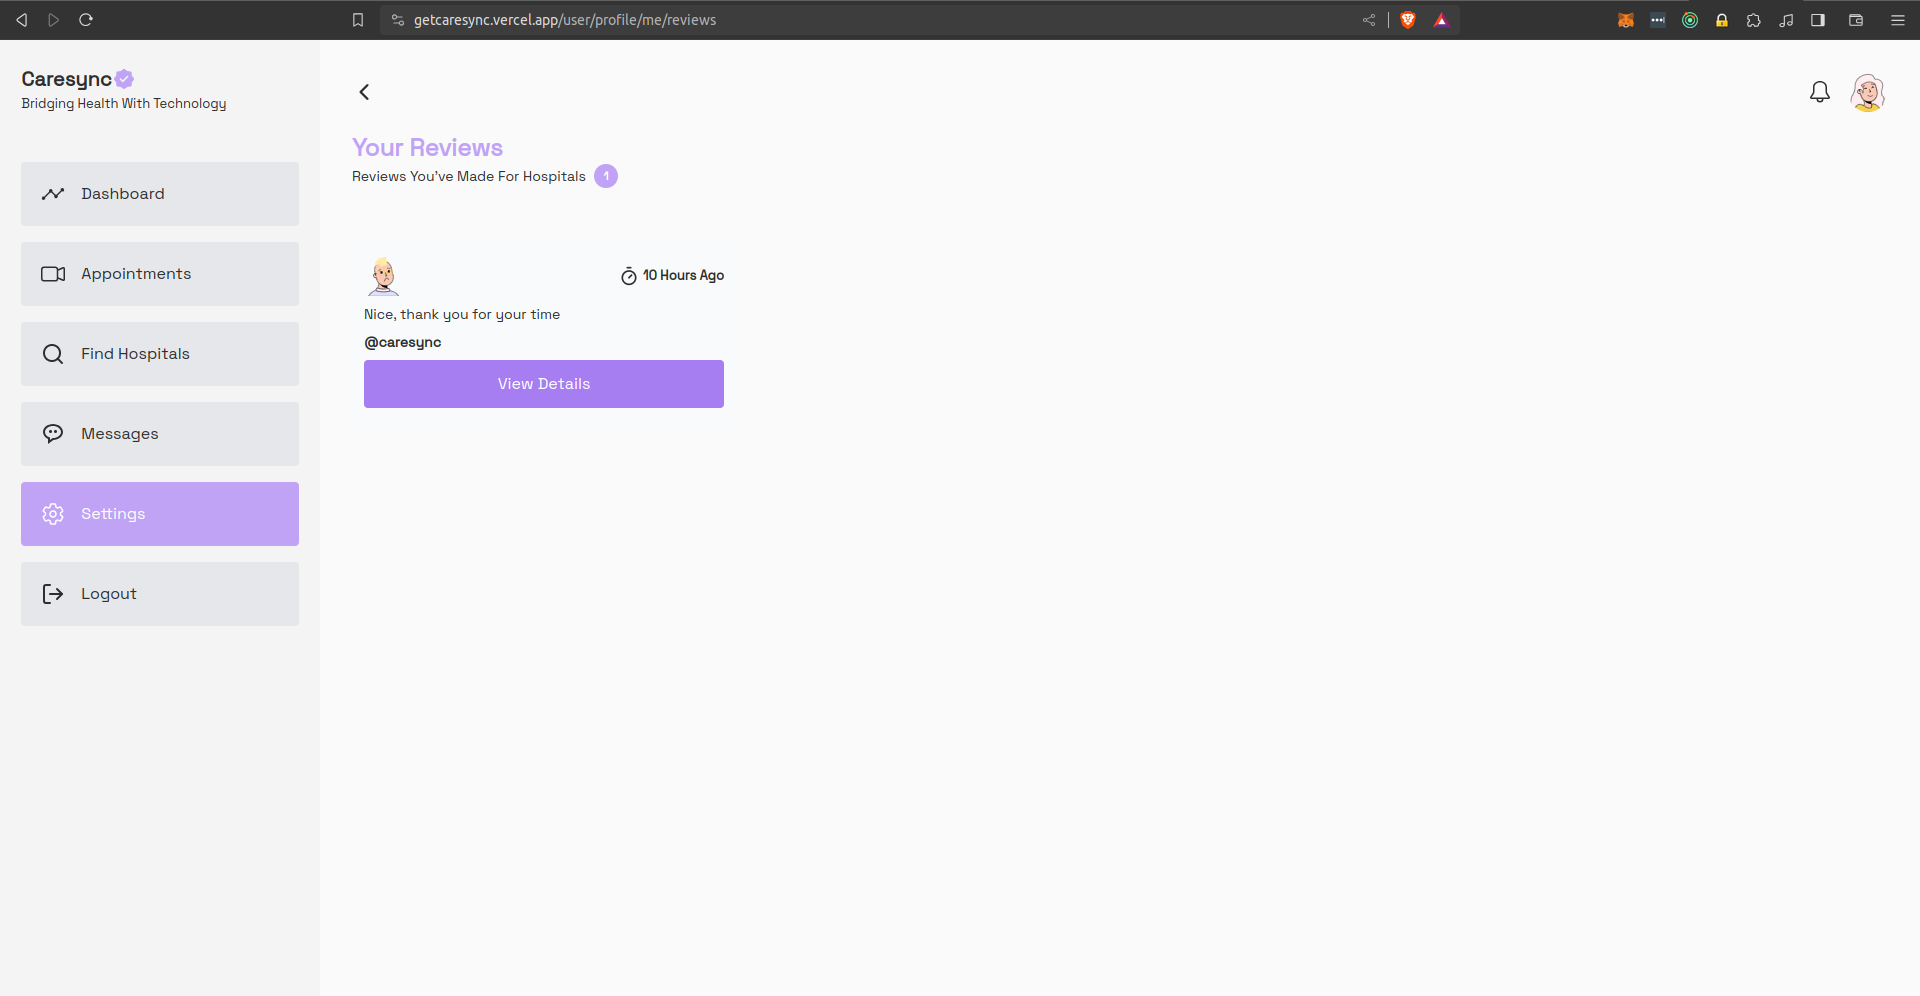 getcaresync.vercel.app/user/profile/me/reviews
Caresync
Bridging Health With Technology
Dashboard
Appointments
Find Hospitals
Messages
Settings
Logout
Your Reviews
Reviews You've Made For Hospitals 1
10 Hours Ago
Nice, thank you for your time
@caresync
View Details